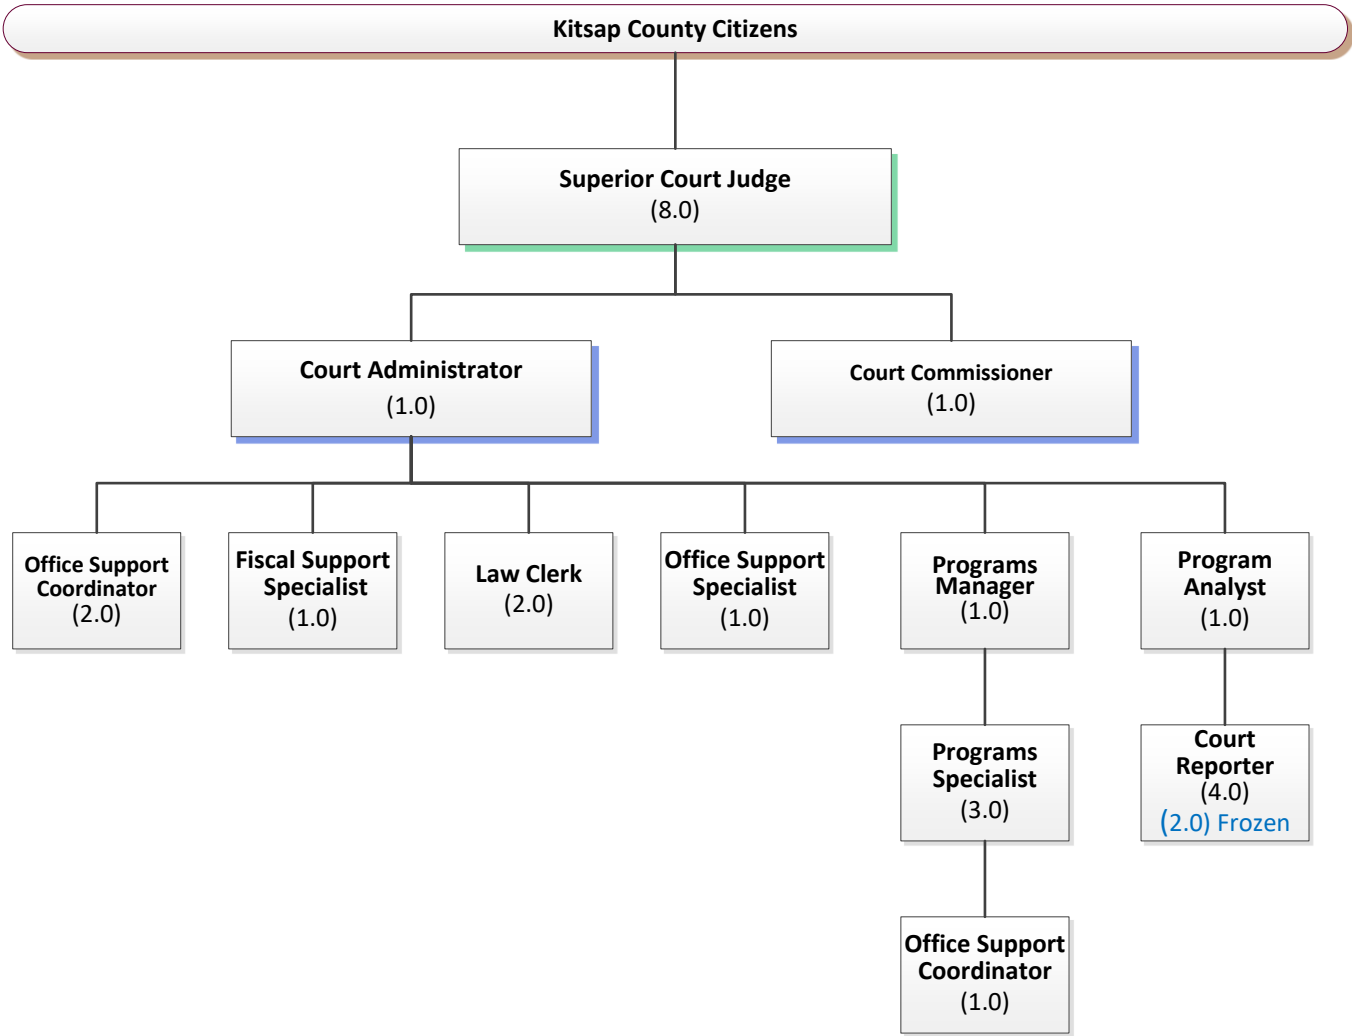 Kitsap County Citizens
Superior Court Judge
(8.0)
Court Administrator
(1.0)
Court Commissioner
(1.0)
Office Support
Coordinator
(2.0)
Fiscal Support
Specialist
(1.0)
Law Clerk
(2.0)
Office Support
Specialist
(1.0)
Programs
Manager
(1.0)
Program
Analyst
(1.0)
Programs
Specialist
(3.0)
Court
Reporter
(4.0)
(2.0) Frozen
Office Support
Coordinator
(1.0)